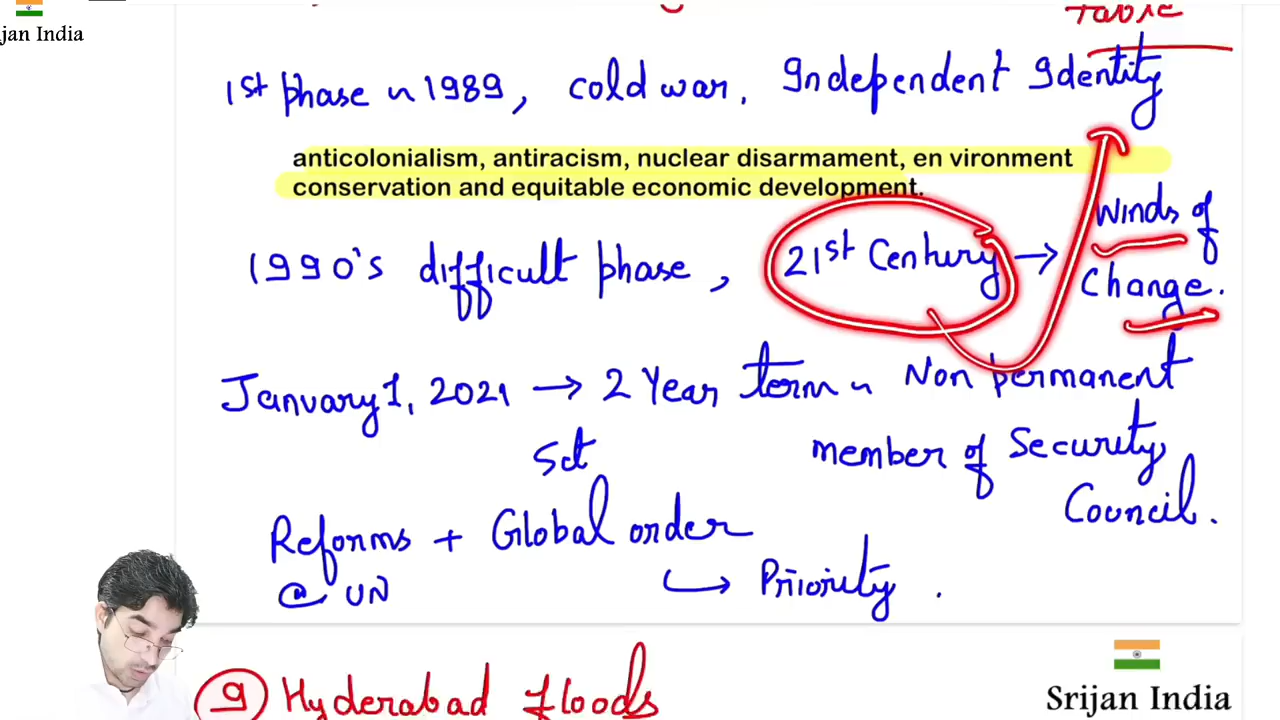 jan India
table
1st phase ~ 1989, cold war. Independent Identity
anticolonialism, antiracism, nuclear disarmament, en vironment
conservation and equitable economic development.
1990's difficult phase, 21st Century → Winds of
Change.
January 1, 2021 → 2 Year term ~ Non permanent
member of Security
Council.
Reforms + Global order
@ UN → Priority.
9 Hyderabad floods
Srijan India